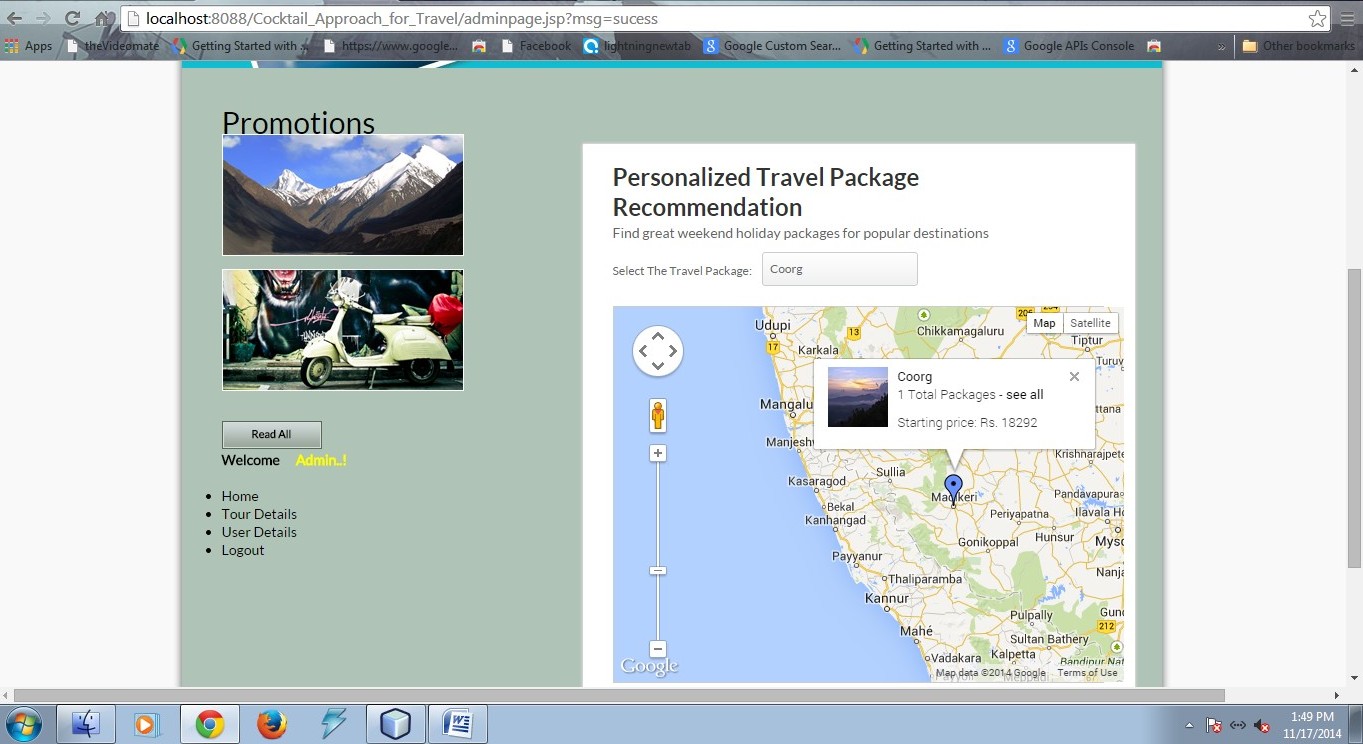 localhost:8088/Cocktail_Approach_for_Travel/adminpage.jsp?msg=sucess
Apps theVideomate Getting Started with ... https://www.google... Facebook lightningnewtab Google Custom Sear... Getting Started with ... Google APIs Console » Other bookmarks
Promotions
Read All
Welcome Admin..!
Home
Tour Details
User Details
Logout
Personalized Travel Package
Recommendation
Find great weekend holiday packages for popular destinations
Select The Travel Package: Coorg
Map Satellite
Coorg
1 Total Packages - see all
Starting price: Rs. 18292
Udupi
17
13
Karkala
Chikkamagaluru
Tiptur
Turuv
Mangalu
ttana
Manjesh
Krishnarajpete
Sullia
Kasaragod
Madikeri
Pandavapura
Bekal
Kanhangad
Periyapatna
Ilavala H
Gonikoppal
Hunsur
Myso
Payyanur
Nanja
Thaliparamba
Kannur
Pulpally
Gun
212
Mahé
Sultan Bathery
Vadakara
Kalpetta
Bandipur Nat
Google
Map data ©2014 Google Terms of Use
1:49 PM
11/17/2014